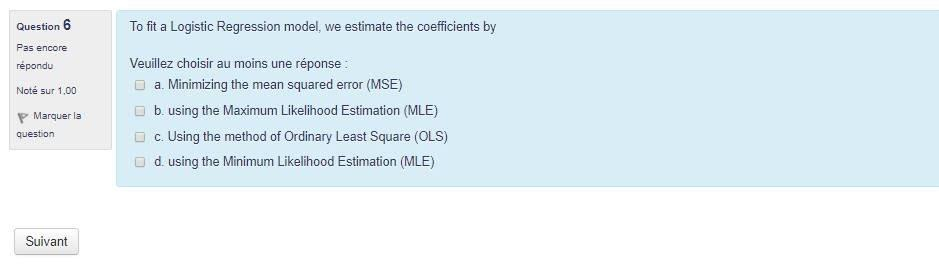 Question 6
Pas encore
répondu
Noté sur 1,00
Marquer la
question
To fit a Logistic Regression model, we estimate the coefficients by
Veuillez choisir au moins une réponse :
a. Minimizing the mean squared error (MSE)
b. using the Maximum Likelihood Estimation (MLE)
c. Using the method of Ordinary Least Square (OLS)
d. using the Minimum Likelihood Estimation (MLE)
Suivant